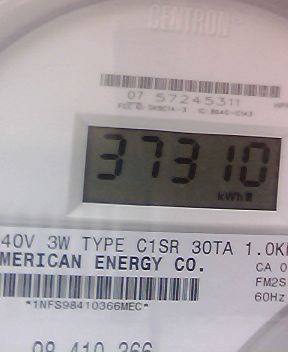 CENTRON
07 57245311
37310
kWh
40V 3W TYPE C1SR 30TA 1.0K
MERICAN ENERGY CO.
CA 0
FM2S
60Hz
*1NFS98410366MEC*
98 410 366